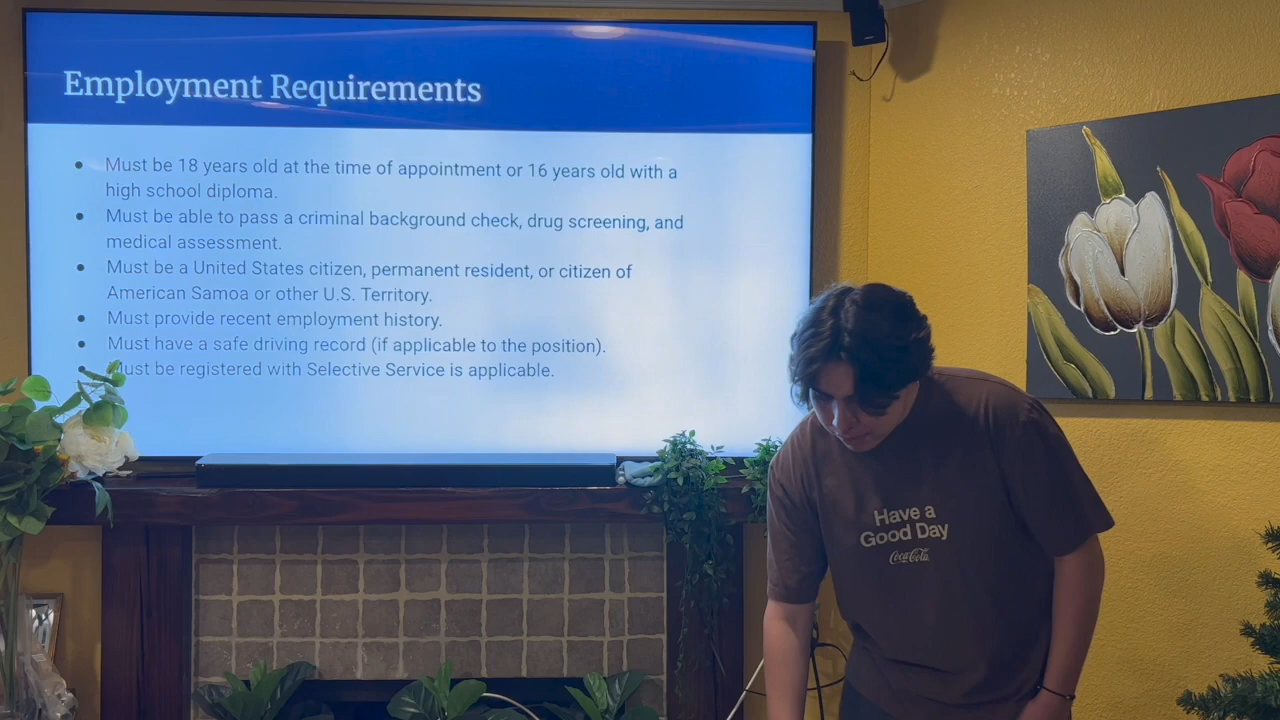 Employment Requirements
Must be 18 years old at the time of appointment or 16 years old with a
high school diploma.
Must be able to pass a criminal background check, drug screening, and
medical assessment.
Must be a United States citizen, permanent resident, or citizen of
American Samoa or other U.S. Territory.
Must provide recent employment history.
Must have a safe driving record (if applicable to the position).
Must be registered with Selective Service is applicable.
Have a
Good Day
Coca-Cola